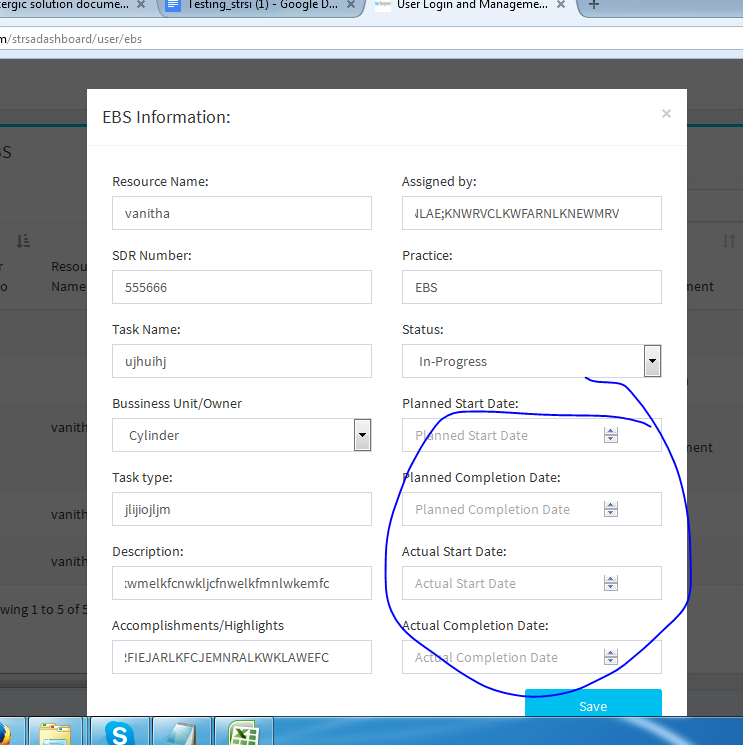 tergic solution docume... × Testing_strsi (1) - Google D... × User Login and Manageme... × +
m/strsadashboard/user/ebs
EBS Information: ×
BS
Resource Name: Assigned by:
vanitha NLAE;KNWRVCLKWFARNLKNEWMRV
SDR Number: Practice:
555666 EBS
Task Name: Status:
ujhuihj In-Progress
Bussiness Unit/Owner Planned Start Date:
Cylinder Planned Start Date
Task type: Planned Completion Date:
jlijiojljm Planned Completion Date
Description: Actual Start Date:
:wmelkfcnwkljcfnwelkfmnlwkemfc Actual Start Date
Accomplishments/Highlights Actual Completion Date:
FIEJARLKFCJEMNRALKWKLAWEFC Actual Completion Date
Save
r
o
Resou
Name
ment
vanith
ment
vanith
vanith
wing 1 to 5 of 5